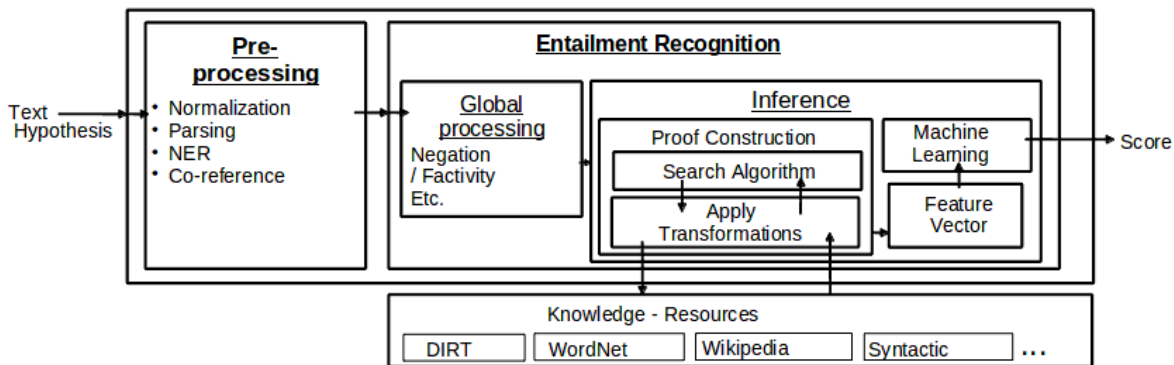 Text
Hypothesis
Pre-
processing
• Normalization
• Parsing
• NER
• Co-reference
Entailment Recognition
Global
processing
Negation
/ Factivity
Etc.
Inference
Proof Construction
Search Algorithm
Apply
Transformations
Machine
Learning
Feature
Vector
Score
Knowledge - Resources
DIRT
WordNet
Wikipedia
Syntactic
...